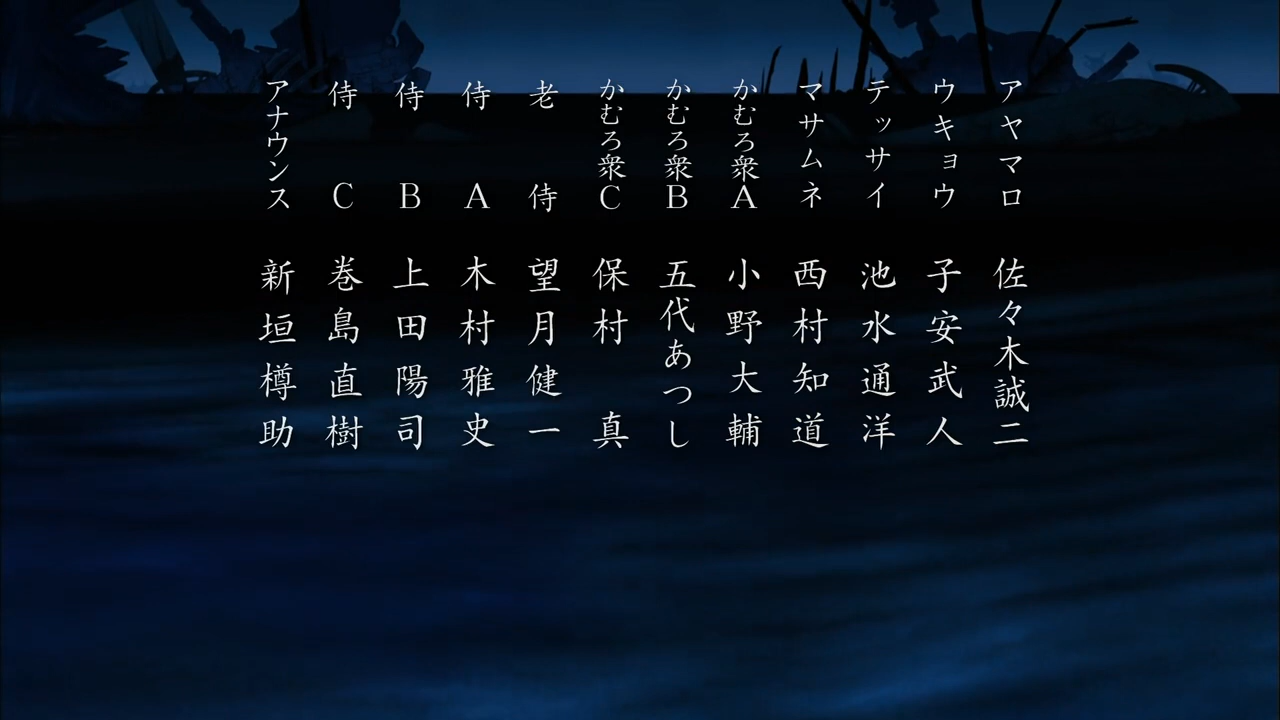 アヤマロ 佐々木誠二
ウキョウ 子安武人
テッサイ 池水通洋
マサムネ 西村知道
かむろ衆A 小野大輔
かむろ衆B 五代あつし
かむろ衆C 保村 真
老侍 望月健一
侍A 木村雅史
侍B 上田陽司
侍C 巻島直樹
アナウンス 新垣樽助